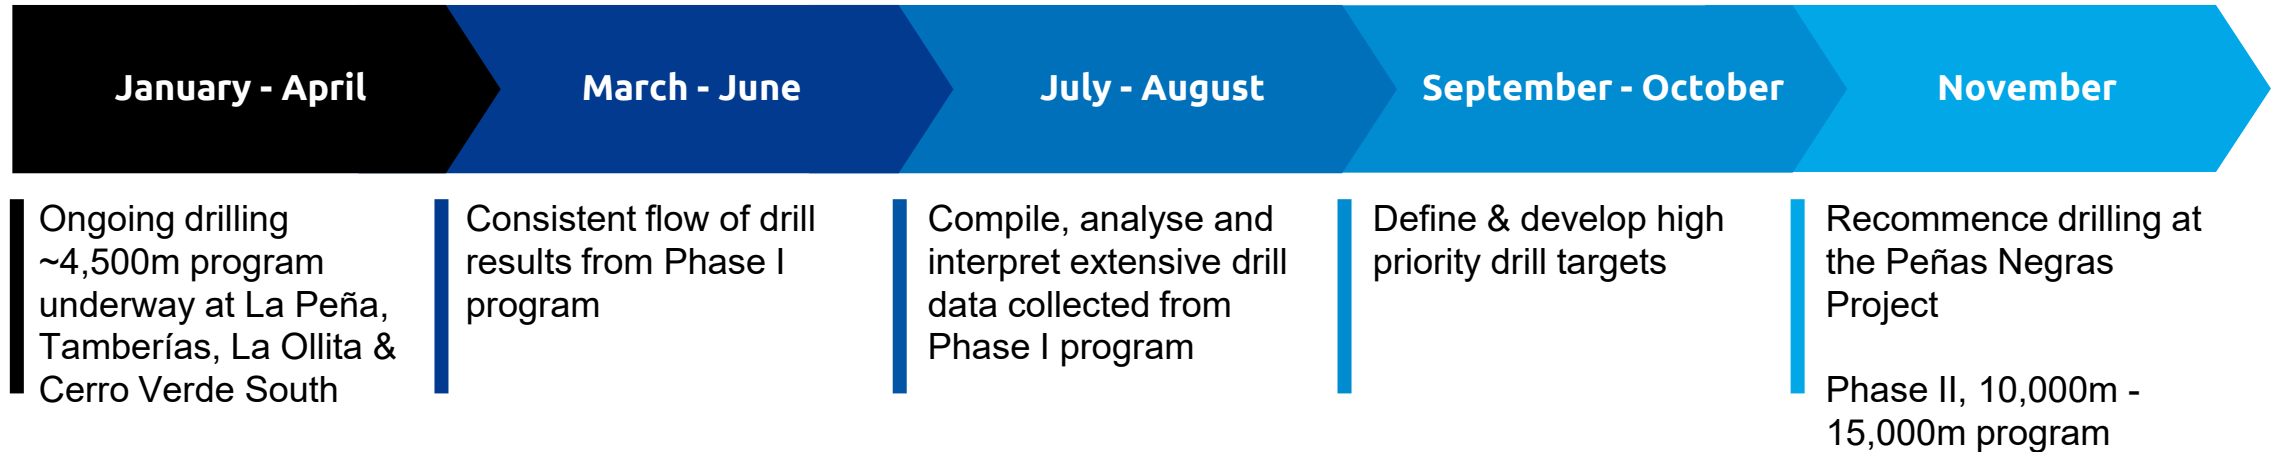 January - April
March - June
July - August
September - October
November
Ongoing drilling
~4,500m program
underway at La Peña,
Tamberías, La Ollita &
Cerro Verde South
Consistent flow of drill
results from Phase I
program
Compile, analyse and
interpret extensive drill
data collected from
Phase I program
Define & develop high
priority drill targets
Recommence drilling at
the Peñas Negras
Project
Phase II, 10,000m -
15,000m program